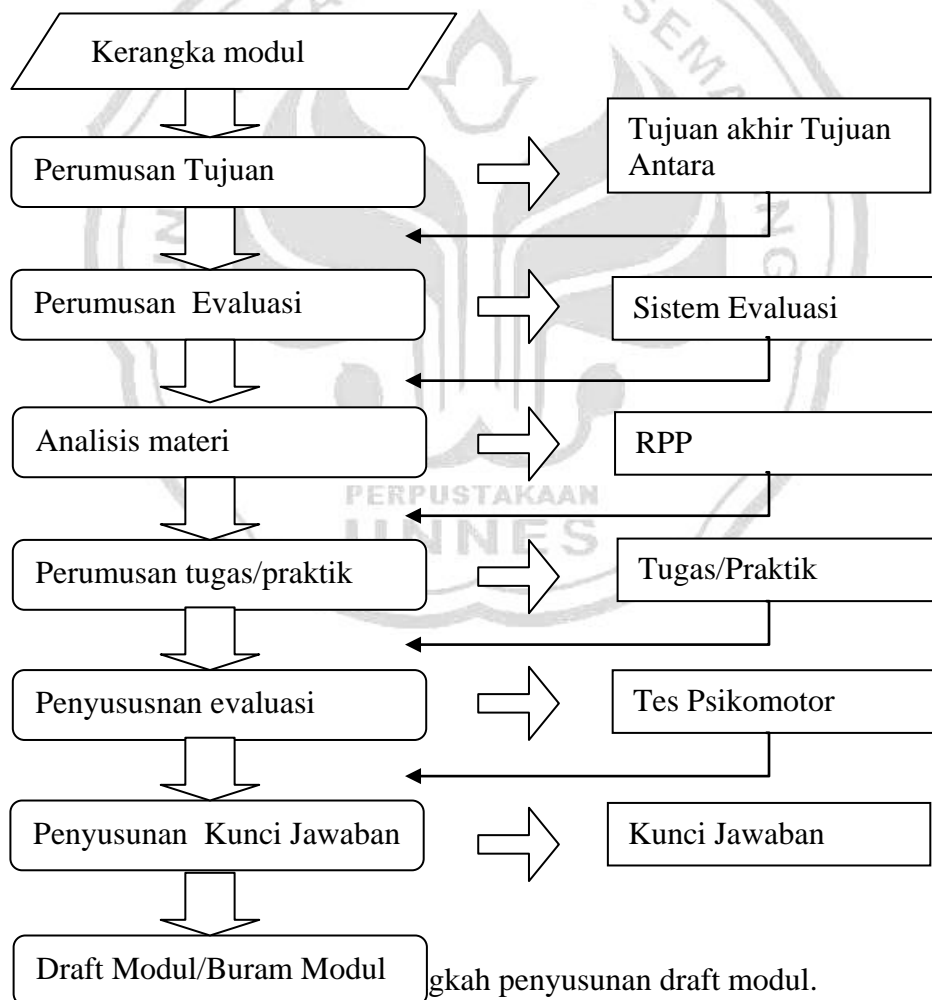 Kerangka modul
Perumusan Tujuan
Tujuan akhir Tujuan
Antara
Perumusan Evaluasi
Sistem Evaluasi
Analisis materi
RPP
PERPUSTAKAAN
UNNES
Perumusan tugas/praktik
Tugas/Praktik
Penyususnan evaluasi
Tes Psikomotor
Penyusunan Kunci Jawaban
Kunci Jawaban
Draft Modul/Buram Modul
gkah penyusunan draft modul.